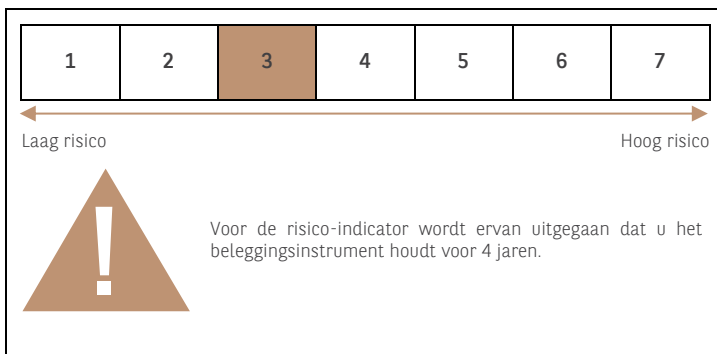 1 2 3 4 5 6 7
Laag risico Hoog risico
!
Voor de risico-indicator wordt ervan uitgegaan dat u het
beleggingsinstrument houdt voor 4 jaren.